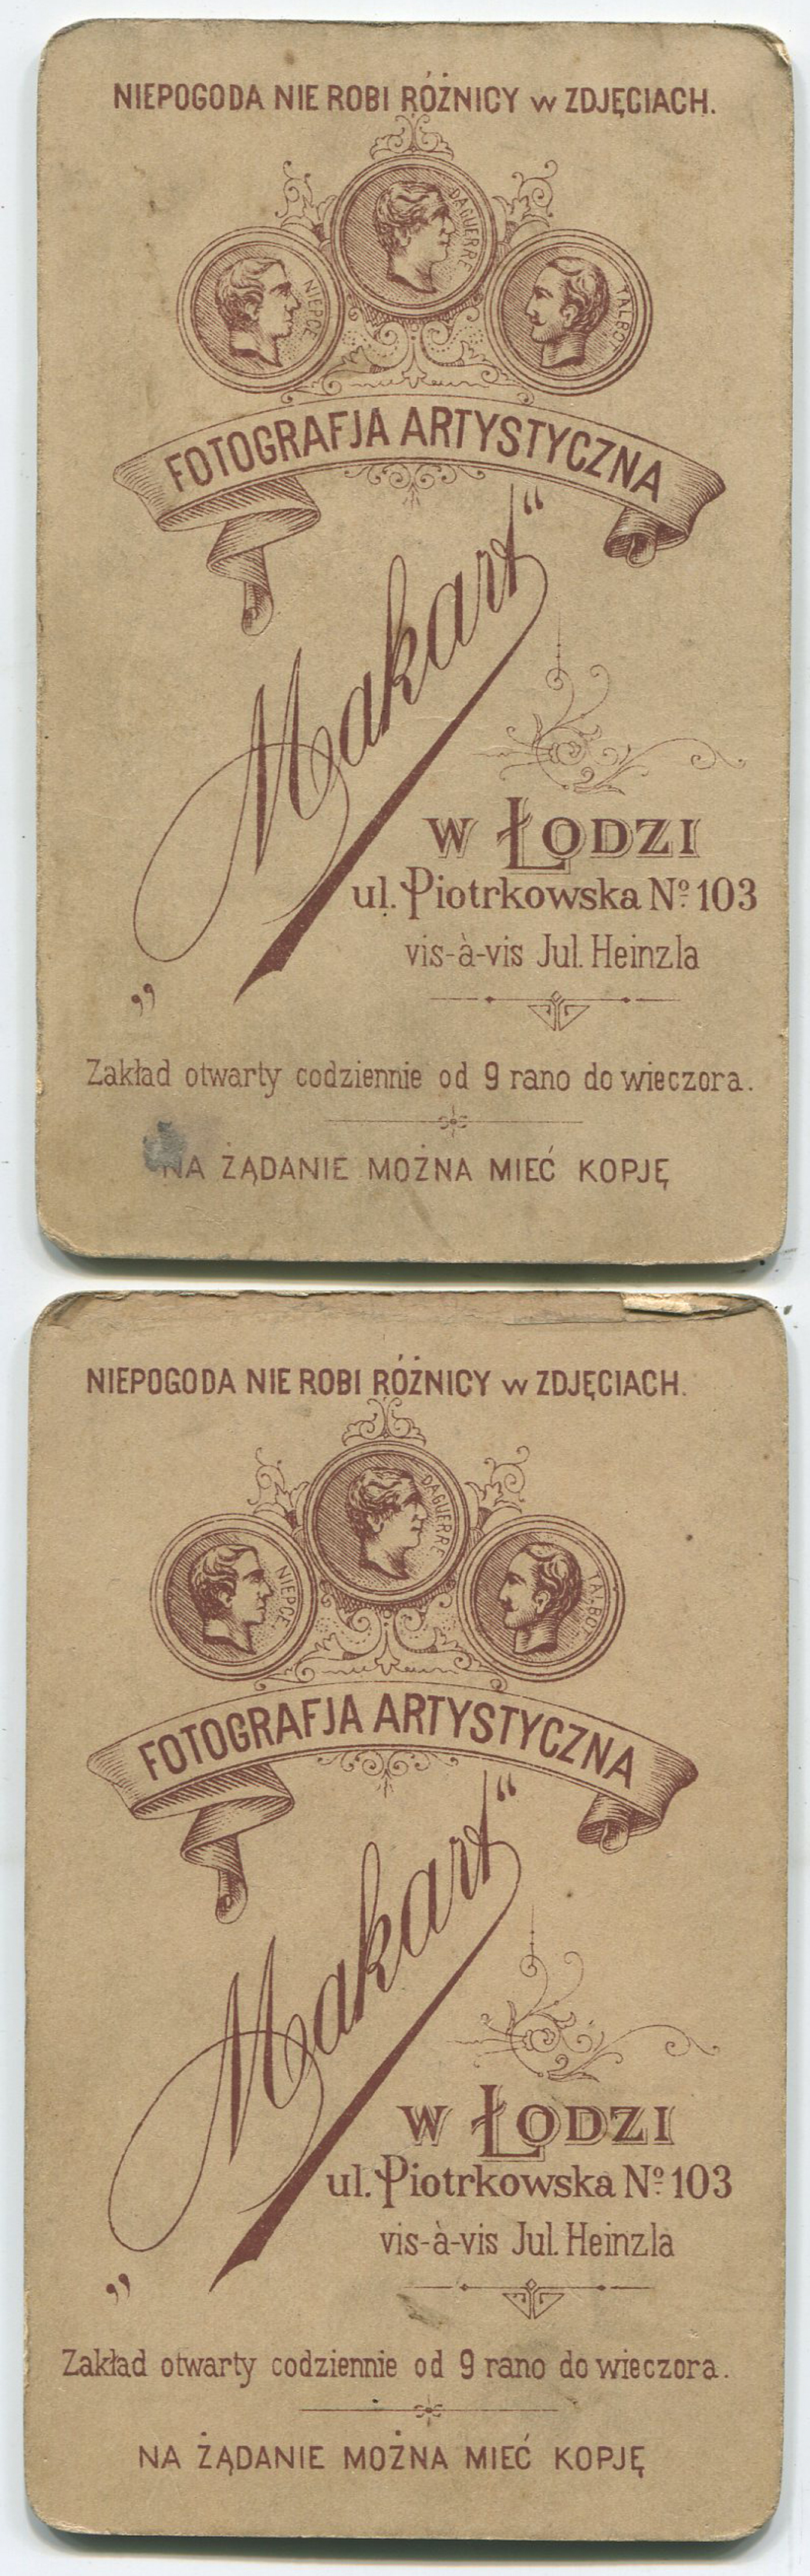 NIEPOGODA NIE ROBI RÓŻNICY w ZDJĘCIACH.
DAGUERRE
NIEPCE
TALBOT
FOTOGRAFJA ARTYSTYCZNA
„Makart“
w ŁODZI
ul. Piotrkowska Nº 103
vis-à-vis Jul. Heinzla
Zakład otwarty codziennie od 9 rano do wieczora.
NA ŻĄDANIE MOŻNA MIEĆ KOPJĘ
NIEPOGODA NIE ROBI RÓŻNICY w ZDJĘCIACH.
DAGUERRE
NIEPCE
TALBOT
FOTOGRAFJA ARTYSTYCZNA
„Makart“
w ŁODZI
ul. Piotrkowska Nº 103
vis-à-vis Jul. Heinzla
Zakład otwarty codziennie od 9 rano do wieczora.
NA ŻĄDANIE MOŻNA MIEĆ KOPJĘ